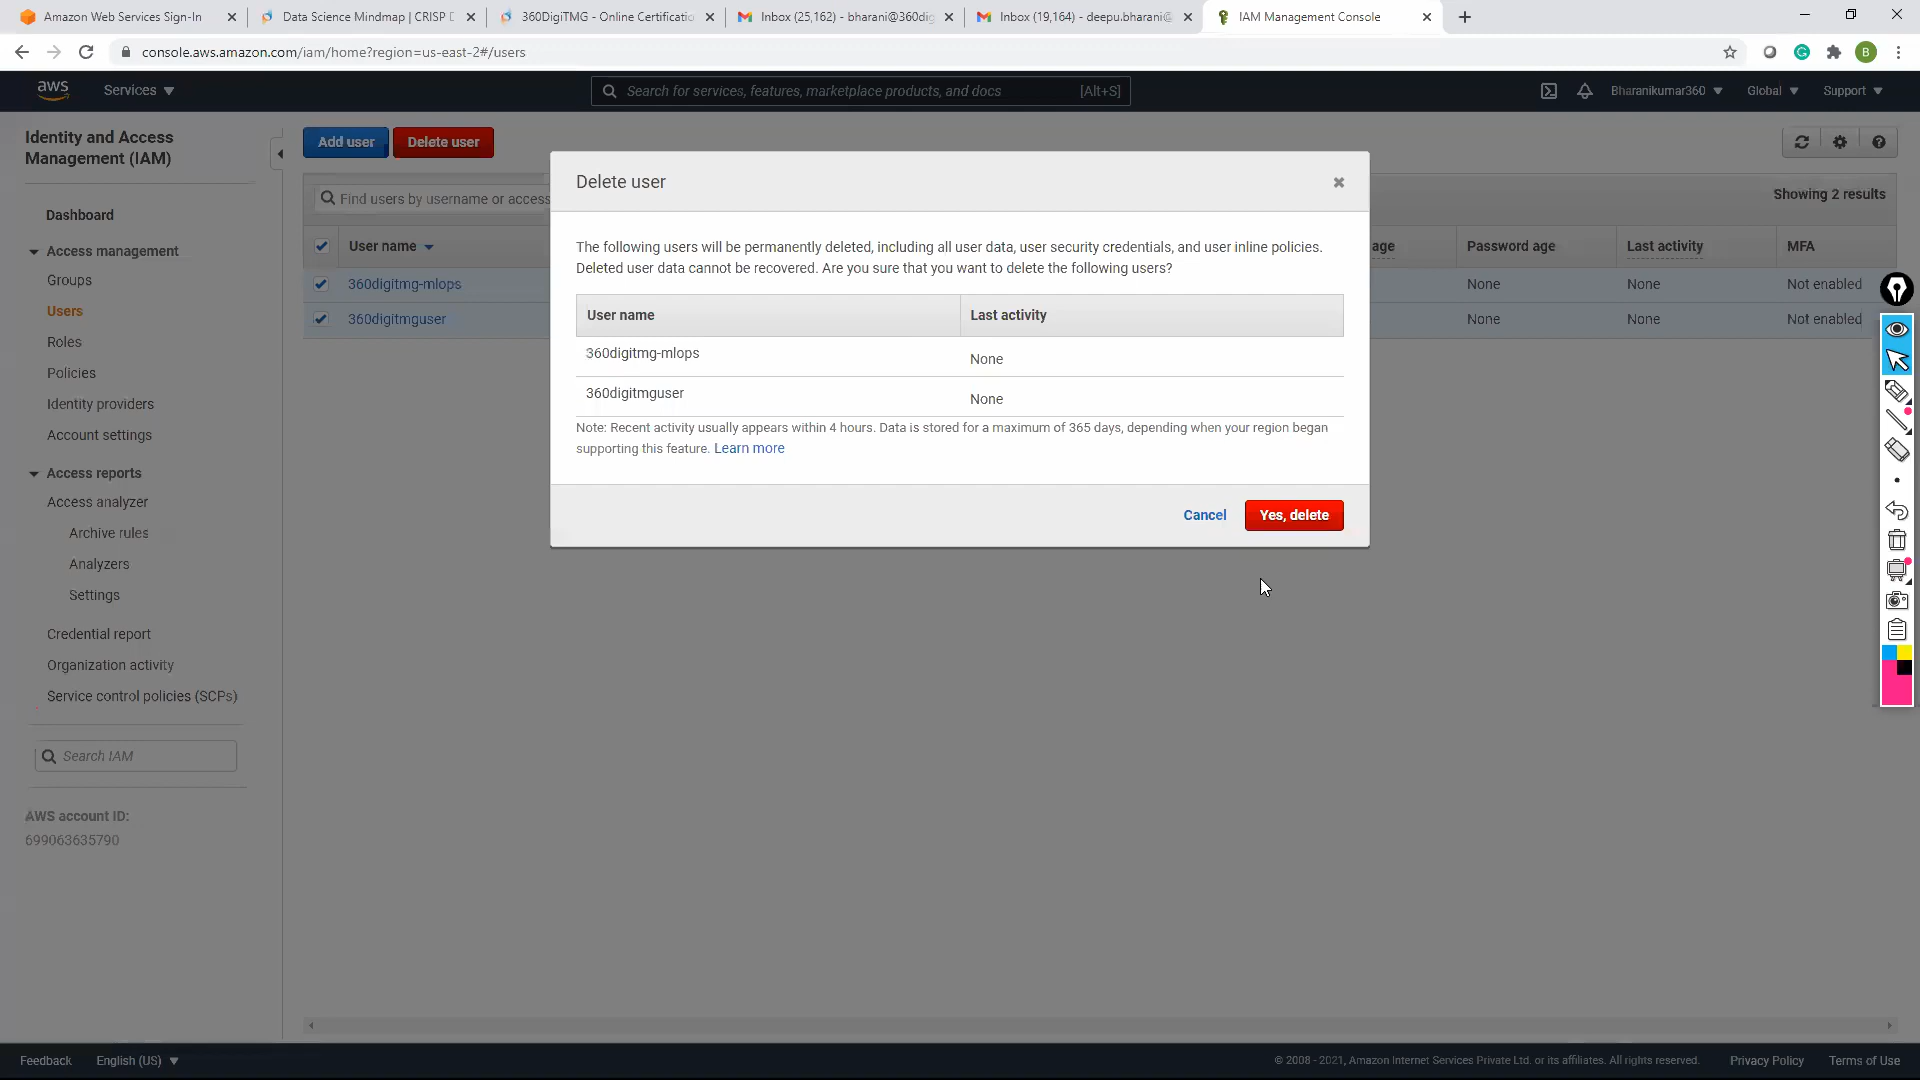 Amazon Web Services Sign-In
Data Science Mindmap | CRISP D
360DigiTMG - Online Certificatio
Inbox (25,162) - bharani@360dig
Inbox (19,164) - deepu.bharani@
IAM Management Console
console.aws.amazon.com/iam/home?region=us-east-2#/users
B
aws
Services
Search for services, features, marketplace products, and docs
[Alt+S]
Bharanikumar360
Global
Support
Identity and Access
Management (IAM)
Dashboard
Access management
Groups
Users
Roles
Policies
Identity providers
Account settings
Access reports
Access analyzer
Archive rules
Analyzers
Settings
Credential report
Organization activity
Service control policies (SCPs)
Search IAM
AWS account ID:
699063635790
Add user
Delete user
Find users by username or access
Showing 2 results
User name
age
Password age
Last activity
MFA
360digitmg-mlops
None
None
Not enabled
360digitmguser
None
None
Not enabled
Delete user
The following users will be permanently deleted, including all user data, user security credentials, and user inline policies.
Deleted user data cannot be recovered. Are you sure that you want to delete the following users?
User name
Last activity
360digitmg-mlops
None
360digitmguser
None
Note: Recent activity usually appears within 4 hours. Data is stored for a maximum of 365 days, depending when your region began
supporting this feature. Learn more
Cancel
Yes, delete
Feedback
English (US)
© 2008 - 2021, Amazon Internet Services Private Ltd. or its affiliates. All rights reserved.
Privacy Policy
Terms of Use